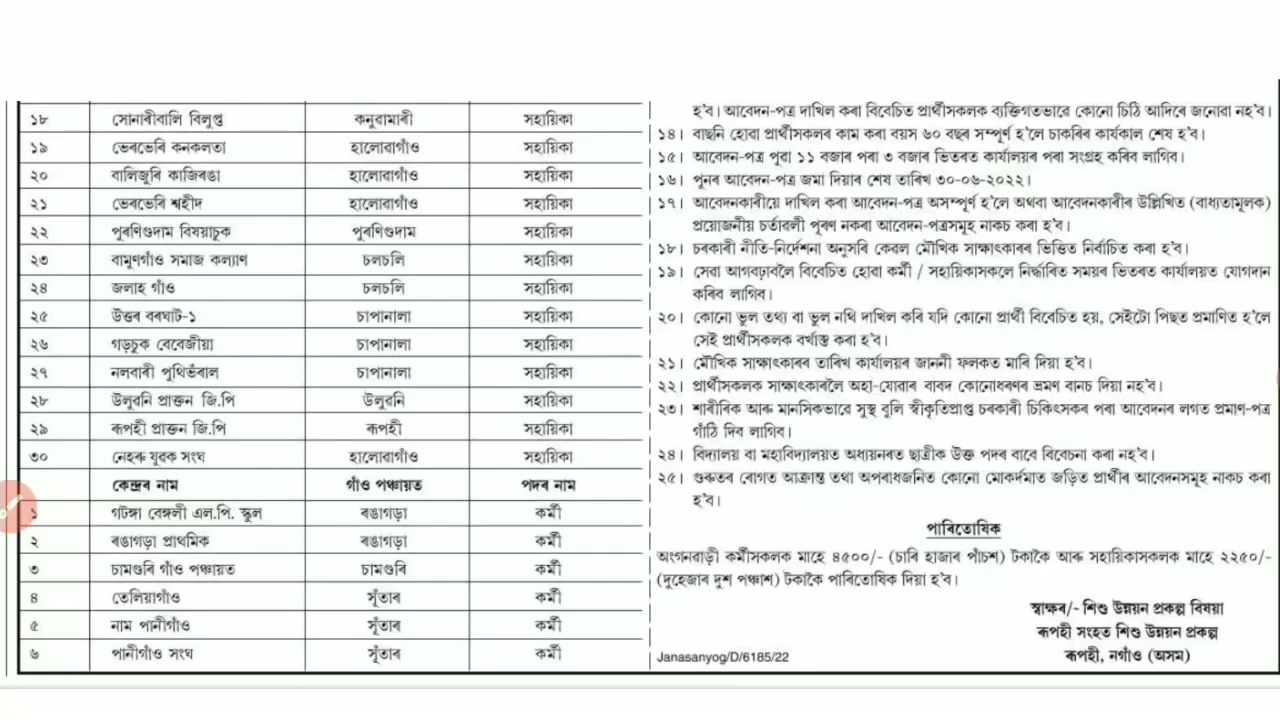 ১৮ সোনাৰীবালি বিলুপ্ত কনুৱামাৰী সহায়িকা
১৯ ভেৰভেৰি কনকলতা হালোৱাগাঁও সহায়িকা
২০ বালিজুৰি কাজিৰঙা হালোৱাগাঁও সহায়িকা
২১ ভেৰভেৰি শ্বহীদ হালোৱাগাঁও সহায়িকা
২২ পুৰণিগুদাম বিষয়াচুক পুৰণিগুদাম সহায়িকা
২৩ বামুণগাঁও সমাজ কল্যাণ চলচলি সহায়িকা
২৪ জলাহ গাঁও চলচলি সহায়িকা
২৫ উত্তৰ বৰঘাট-১ চাপানালা সহায়িকা
২৬ গড়চুক বেবেজীয়া চাপানালা সহায়িকা
২৭ নলবাৰী পুথিভঁৰাল চাপানালা সহায়িকা
২৮ উলুৱনি প্ৰাক্তন জি.পি উলুৱনি সহায়িকা
২৯ ৰূপহী প্ৰাক্তন জি.পি ৰূপহী সহায়িকা
৩০ নেহৰু যুৱক সংঘ হালোৱাগাঁও সহায়িকা
কেন্দ্ৰৰ নাম গাঁও পঞ্চায়ত পদৰ নাম
১ গটঙ্গা বেঙ্গলী এল.পি. স্কুল ৰঙাগড়া কৰ্মী
২ ৰঙাগড়া প্ৰাথমিক ৰঙাগড়া কৰ্মী
৩ চামগুৰি গাঁও পঞ্চায়ত চামগুৰি কৰ্মী
৪ তেলিয়াগাঁও সূঁতাৰ কৰ্মী
৫ নাম পানীগাঁও সূঁতাৰ কৰ্মী
৬ পানীগাঁও সংঘ সূঁতাৰ কৰ্মী
হ'ব। আবেদন-পত্ৰ দাখিল কৰা বিবেচিত প্ৰাৰ্থীসকলক ব্যক্তিগতভাৱে কোনো চিঠি আদিৰে জনোৱা নহ'ব।
১৪। বাছনি হোৱা প্ৰাৰ্থীসকলৰ কাম কৰা বয়স ৬০ বছৰ সম্পূৰ্ণ হ'লে চাকৰিৰ কাৰ্যকাল শেষ হ'ব।
১৫। আবেদন-পত্ৰ পুৱা ১১ বজাৰ পৰা ৩ বজাৰ ভিতৰত কাৰ্যালয়ৰ পৰা সংগ্ৰহ কৰিব লাগিব।
১৬। পুনৰ আবেদন-পত্ৰ জমা দিয়াৰ শেষ তাৰিখ ৩০-০৬-২০২২।
১৭। আবেদনকাৰীয়ে দাখিল কৰা আবেদন-পত্ৰ অসম্পূৰ্ণ হ'লে অথবা আবেদনকাৰীৰ উল্লিখিত (বাধ্যতামূলক)
প্ৰয়োজনীয় চৰ্তাৱলী পূৰণ নকৰা আবেদন-পত্ৰসমূহ নাকচ কৰা হ'ব।
১৮। চৰকাৰী নীতি-নিৰ্দেশনা অনুসৰি কেৱল মৌখিক সাক্ষাৎকাৰৰ ভিত্তিত নিৰ্বাচিত কৰা হ'ব।
১৯। সেৱা আগবঢ়াবলৈ বিবেচিত হোৱা কৰ্মী / সহায়িকাসকলে নিৰ্দ্ধাৰিত সময়ৰ ভিতৰত কাৰ্যালয়ত যোগদান
কৰিব লাগিব।
২০। কোনো ভুল তথ্য বা ভুল নথি দাখিল কৰি যদি কোনো প্ৰাৰ্থী বিবেচিত হয়, সেইটো পিছত প্ৰমাণিত হ'লে
সেই প্ৰাৰ্থীসকলক বৰ্খাস্ত কৰা হ'ব।
২১। মৌখিক সাক্ষাৎকাৰৰ তাৰিখ কাৰ্যালয়ৰ জাননী ফলকত মাৰি দিয়া হ'ব।
২২। প্ৰাৰ্থীসকলক সাক্ষাৎকাৰলৈ অহা-যোৱাৰ বাবদ কোনোধৰণৰ ভ্ৰমণ বানচ দিয়া নহ'ব।
২৩। শাৰীৰিক আৰু মানসিকভাৱে সুস্থ বুলি স্বীকৃতিপ্ৰাপ্ত চৰকাৰী চিকিৎসকৰ পৰা আবেদনৰ লগত প্ৰমাণ-পত্ৰ
গাঁঠি দিব লাগিব।
২৪। বিদ্যালয় বা মহাবিদ্যালয়ত অধ্যয়নৰত ছাত্ৰীক উক্ত পদৰ বাবে বিবেচনা কৰা নহ'ব।
২৫। গুৰুতৰ ৰোগত আক্ৰান্ত তথা অপৰাধজনিত কোনো মোকৰ্দমাত জড়িত প্ৰাৰ্থীৰ আবেদনসমূহ নাকচ কৰা
হ'ব।
পাৰিতোষিক
অংগনৱাড়ী কৰ্মীসকলক মাহে ৪৫০০/- (চাৰি হাজাৰ পাঁচশ) টকাকৈ আৰু সহায়িকাসকলক মাহে ২২৫০/-
(দুহেজাৰ দুশ পঞ্চাশ) টকাকৈ পাৰিতোষিক দিয়া হ'ব।
স্বাক্ষৰ/- শিশু উন্নয়ন প্ৰকল্প বিষয়া
ৰূপহী সংহত শিশু উন্নয়ন প্ৰকল্প
ৰূপহী, নগাঁও (অসম)
Janasanyog/D/6185/22